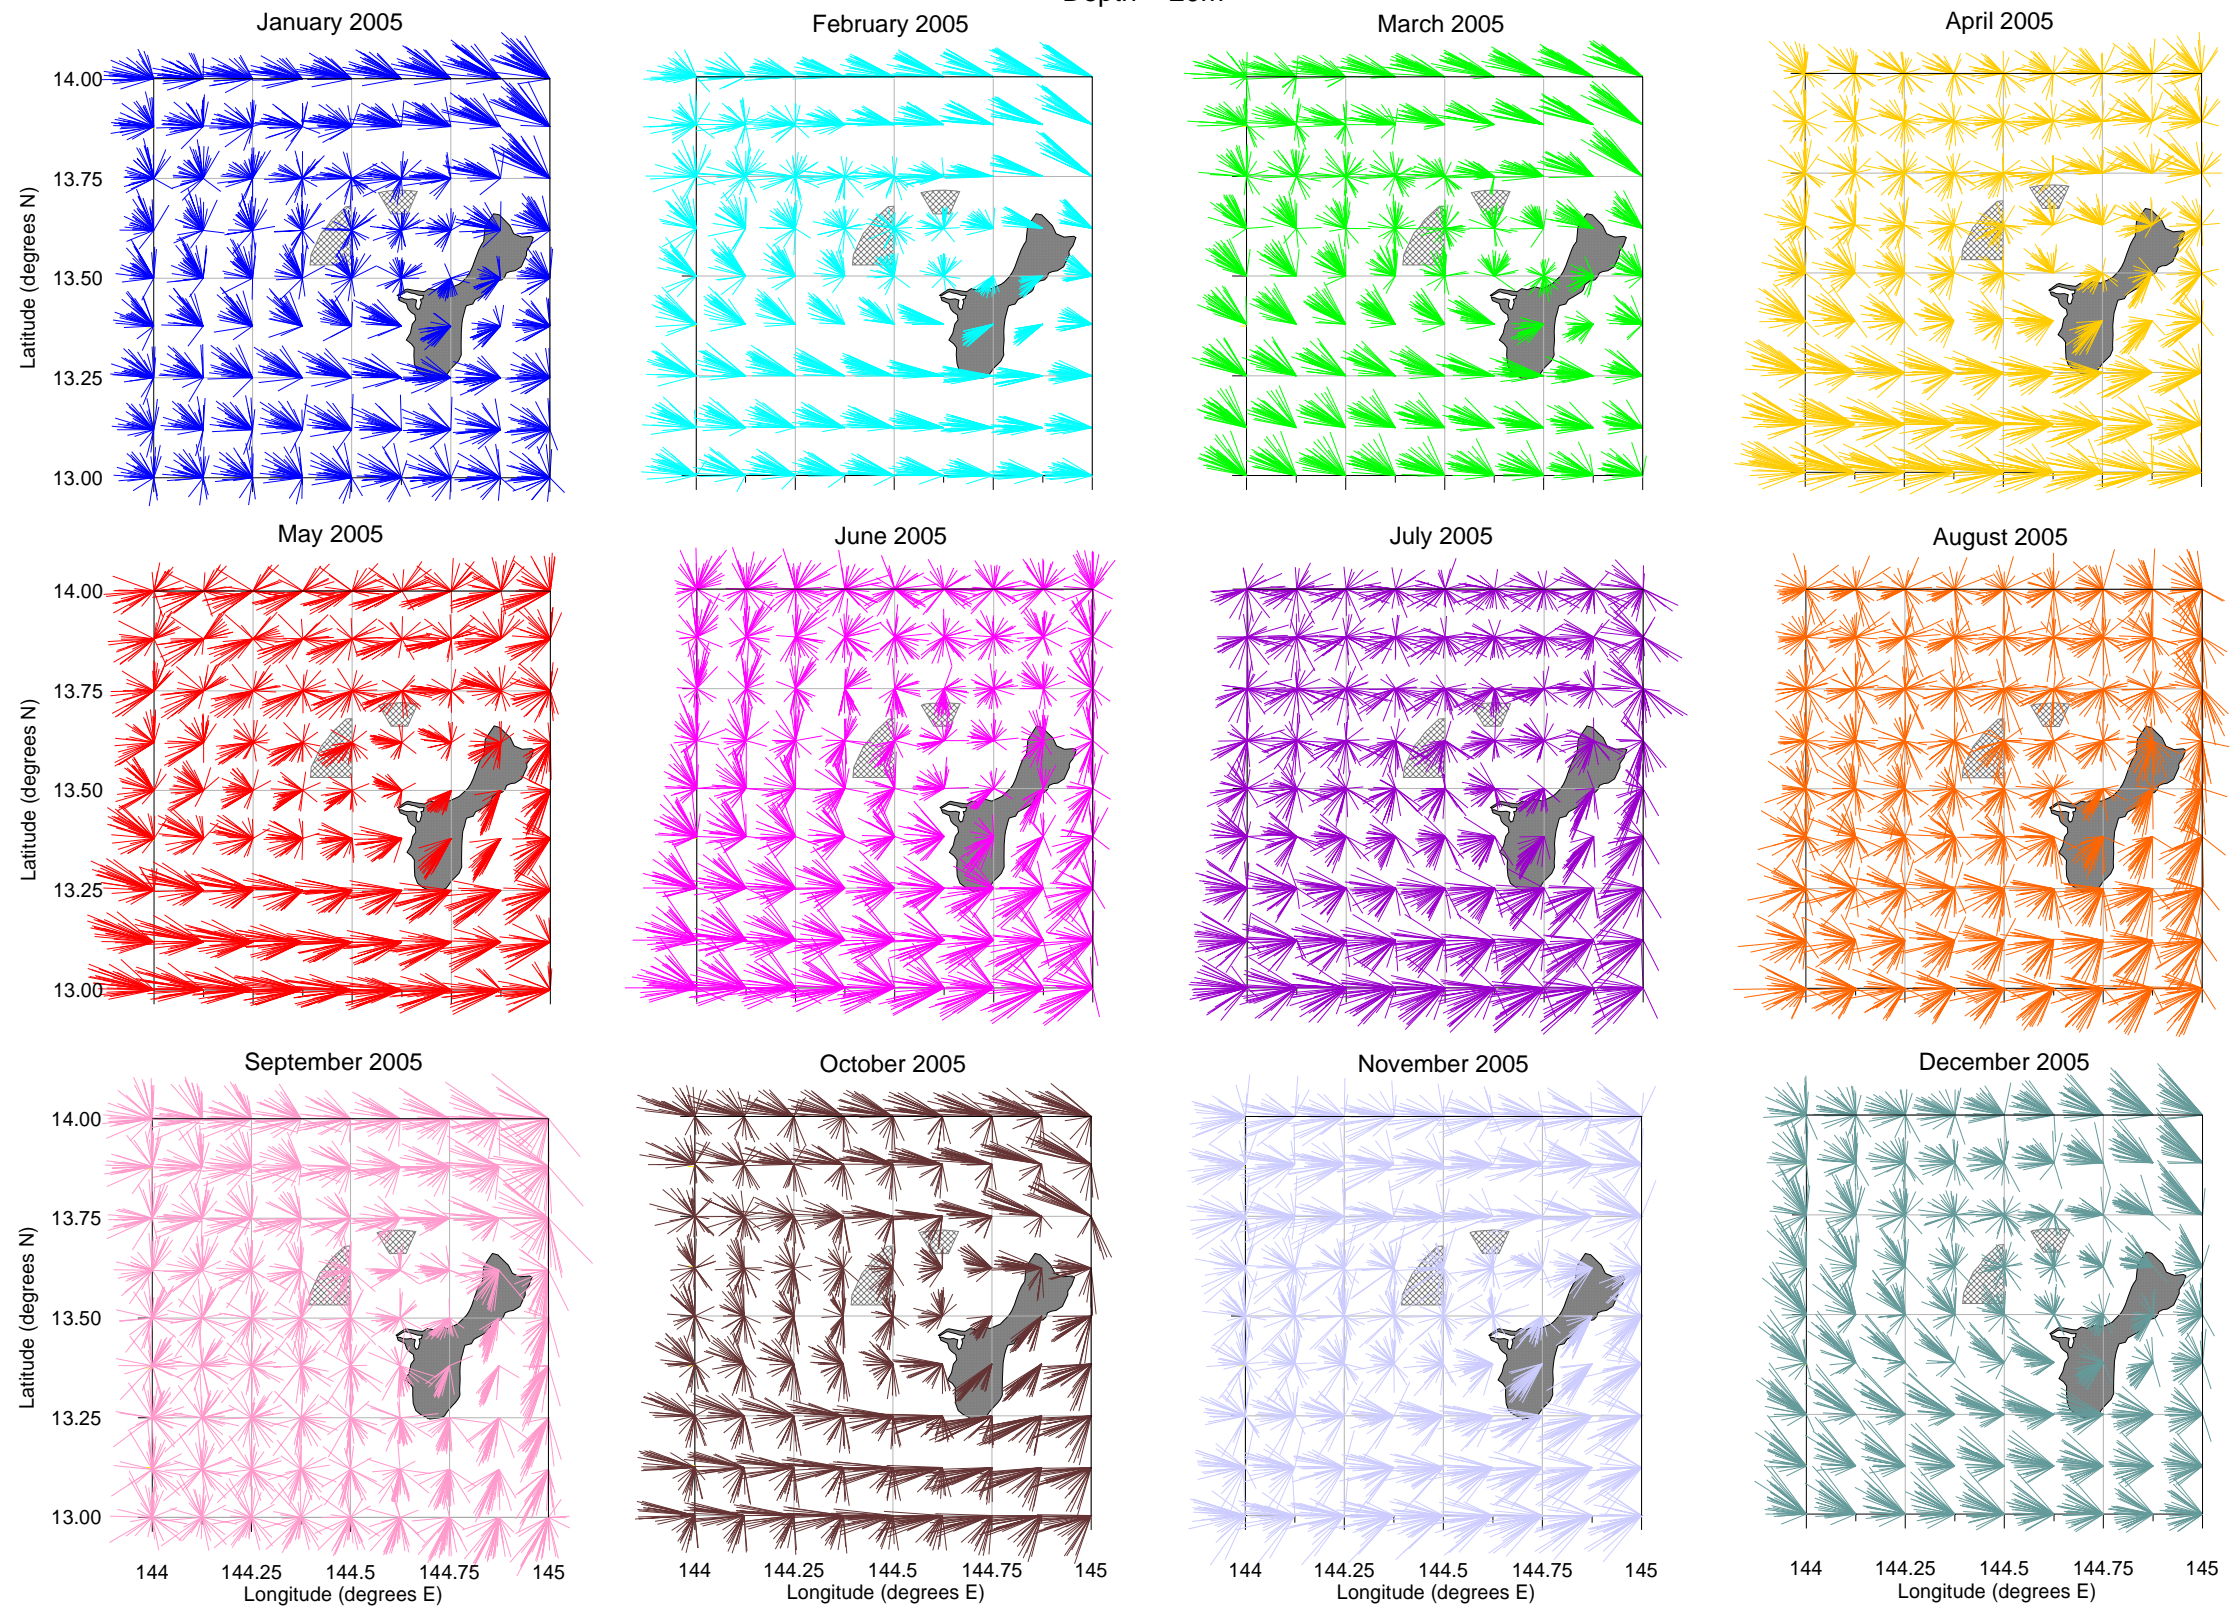 January 2005
February 2005
March 2005
April 2005
14.00
13.75
13.50
13.25
13.00
Latitude (degrees N)
May 2005
June 2005
July 2005
August 2005
14.00
13.75
13.50
13.25
13.00
Latitude (degrees N)
September 2005
October 2005
November 2005
December 2005
14.00
13.75
13.50
13.25
13.00
Latitude (degrees N)
144 144.25 144.5 144.75 145
Longitude (degrees E)
144 144.25 144.5 144.75 145
Longitude (degrees E)
144 144.25 144.5 144.75 145
Longitude (degrees E)
144 144.25 144.5 144.75 145
Longitude (degrees E)